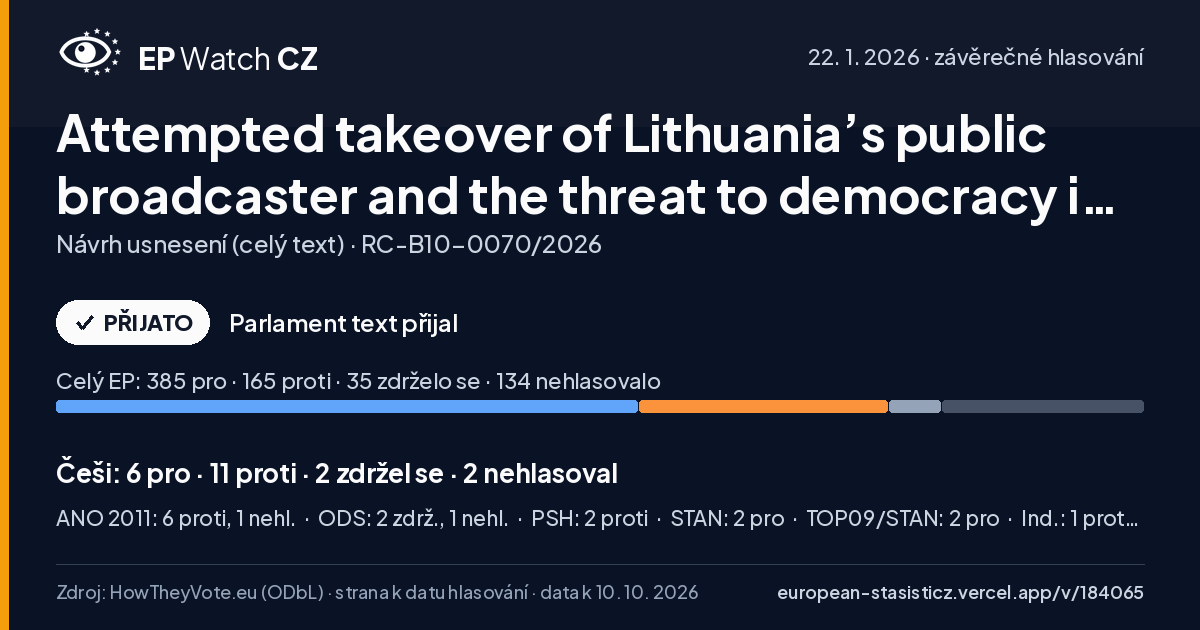 EP Watch CZ
22. 1. 2026 · závěrečné hlasování
Attempted takeover of Lithuania’s public
broadcaster and the threat to democracy i…
Návrh usnesení (celý text) · RC-B10-0070/2026
✓ PŘIJATO Parlament text přijal
Celý EP: 385 pro · 165 proti · 35 zdrželo se · 134 nehlasovalo
Češi: 6 pro · 11 proti · 2 zdržel se · 2 nehlasoval
ANO 2011: 6 proti, 1 nehl. · ODS: 2 zdrž., 1 nehl. · PSH: 2 proti · STAN: 2 pro · TOP09/STAN: 2 pro · Ind.: 1 prot…
Zdroj: HowTheyVote.eu (ODbL) · strana k datu hlasování · data k 10. 10. 2026
european-stasisticz.vercel.app/v/184065